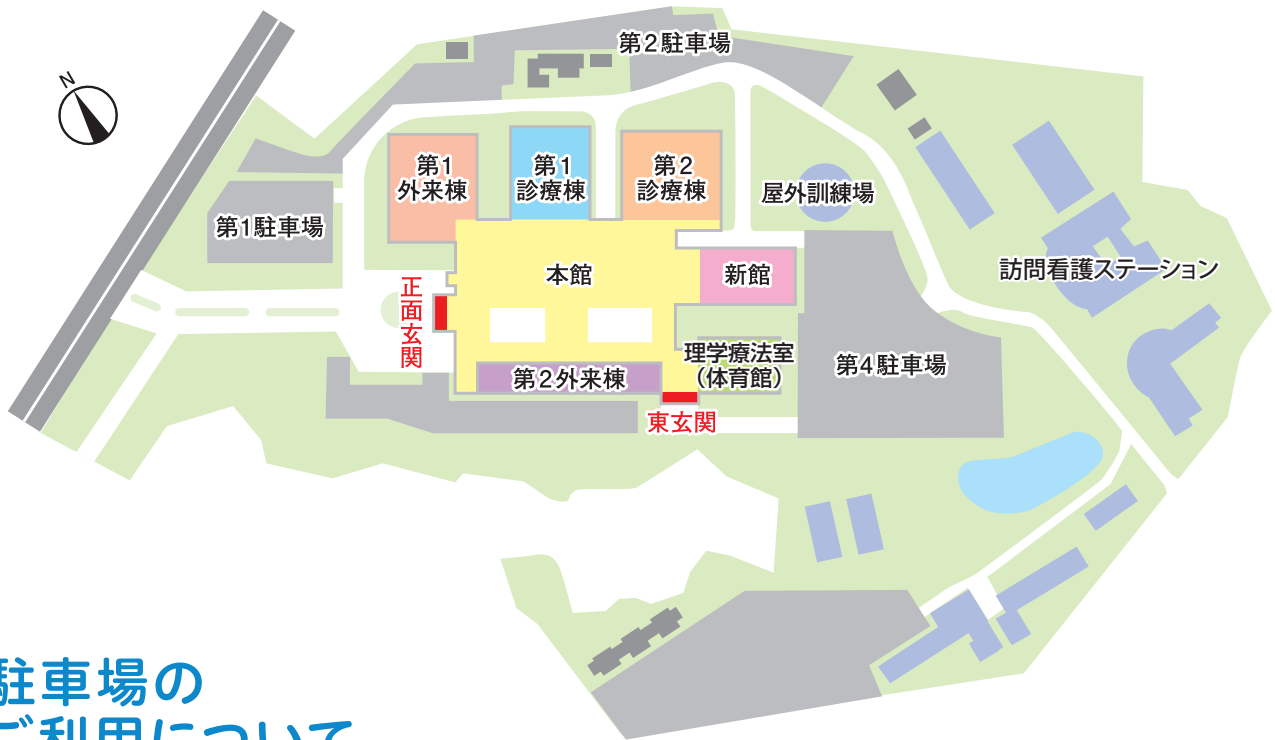 N
第2駐車場
第1
外来棟
第1
診療棟
第2
診療棟
屋外訓練場
第1駐車場
訪問看護ステーション
本館
新館
正面玄関
理学療法室
(体育館)
第4駐車場
第2外来棟
東玄関
駐車場の
ご利用について